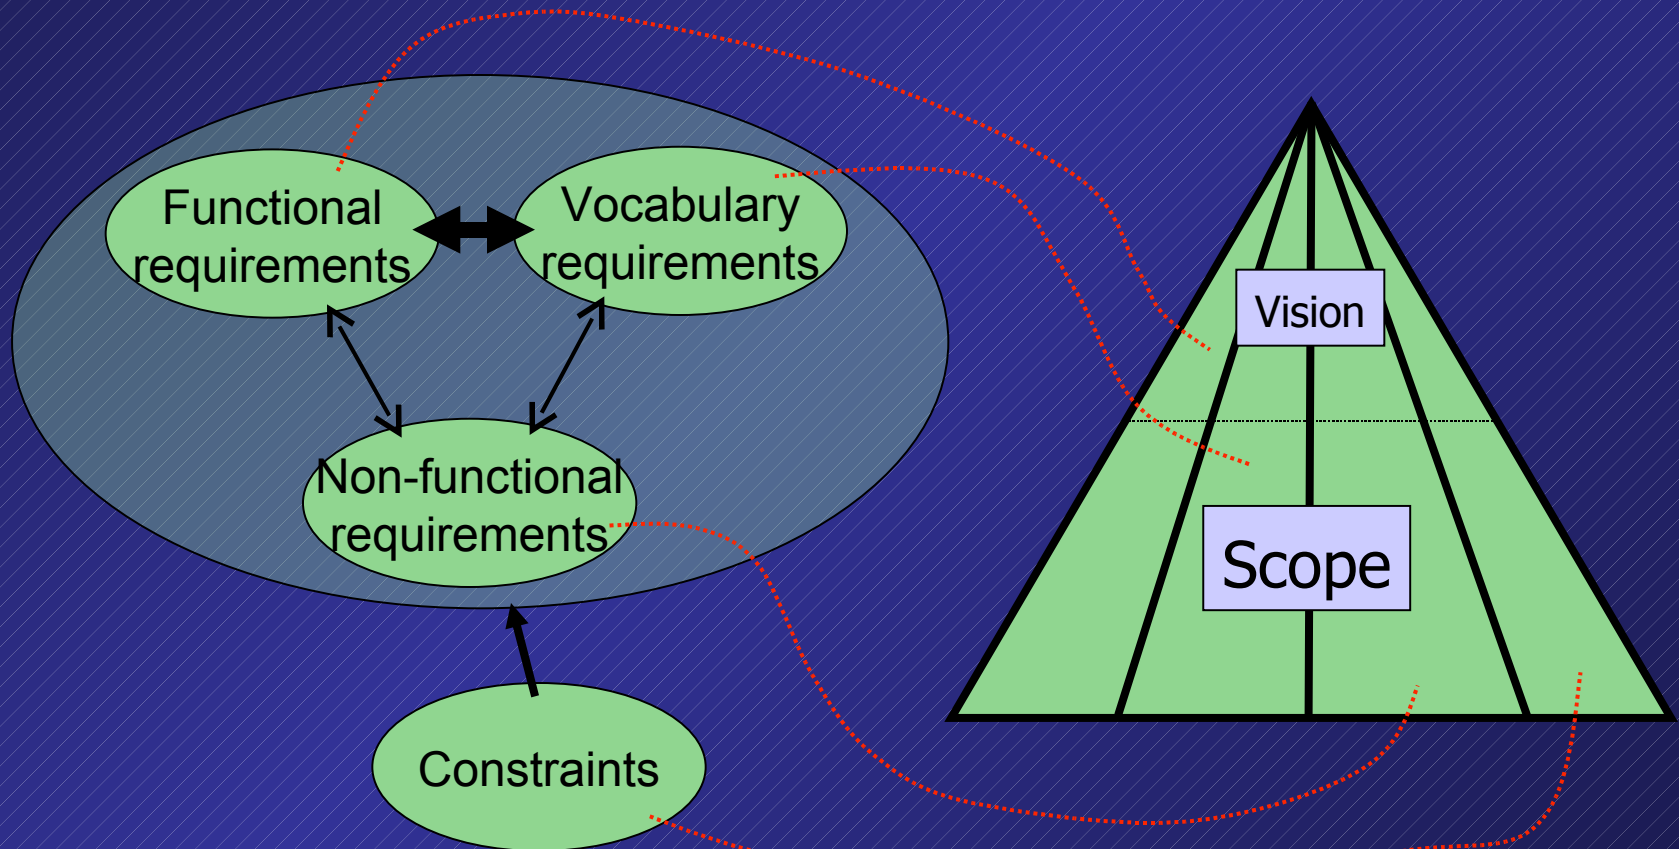 Functional
requirements
Vocabulary
requirements
Non-functional
requirements
Constraints
Vision
Scope